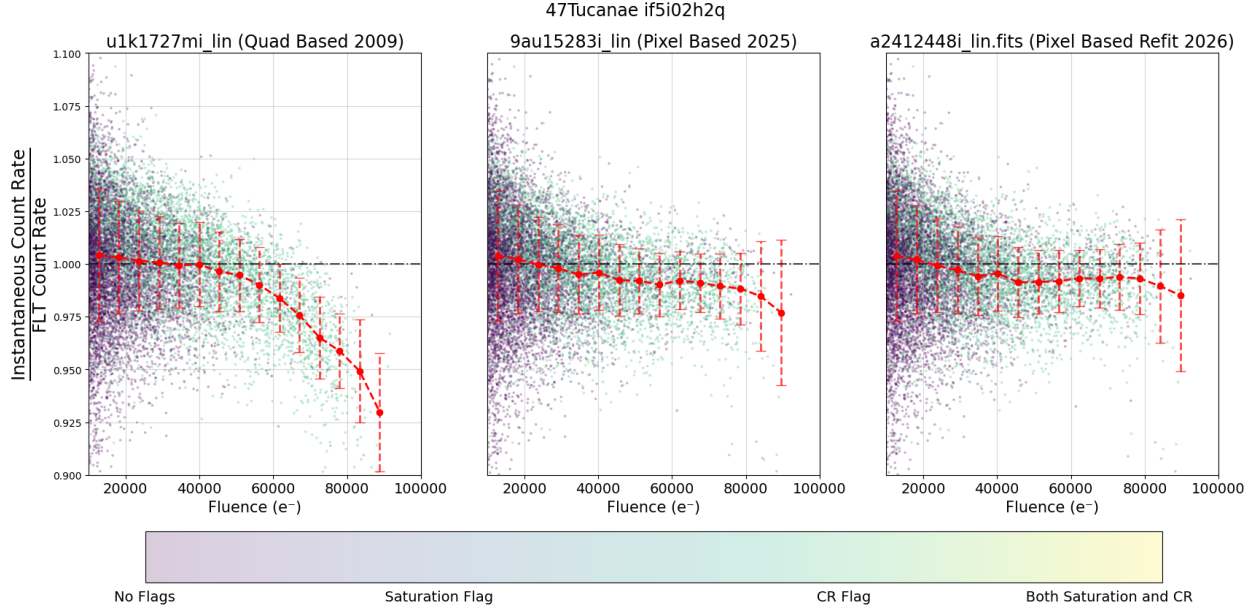 47Tucanae if5i02h2q
u1k1727mi_lin (Quad Based 2009)
9au15283i_lin (Pixel Based 2025)
a2412448i_lin.fits (Pixel Based Refit 2026)
Instantaneous Count Rate
FLT Count Rate
1.100
1.075
1.050
1.025
1.000
0.975
0.950
0.925
0.900
20000 40000 60000 80000 100000
20000 40000 60000 80000 100000
20000 40000 60000 80000 100000
Fluence (e⁻)
Fluence (e⁻)
Fluence (e⁻)
No Flags
Saturation Flag
CR Flag
Both Saturation and CR